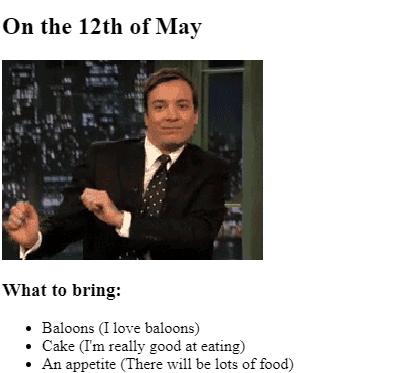 On the 12th of May
What to bring:
Baloons (I love baloons)
Cake (I'm really good at eating)
An appetite (There will be lots of food)